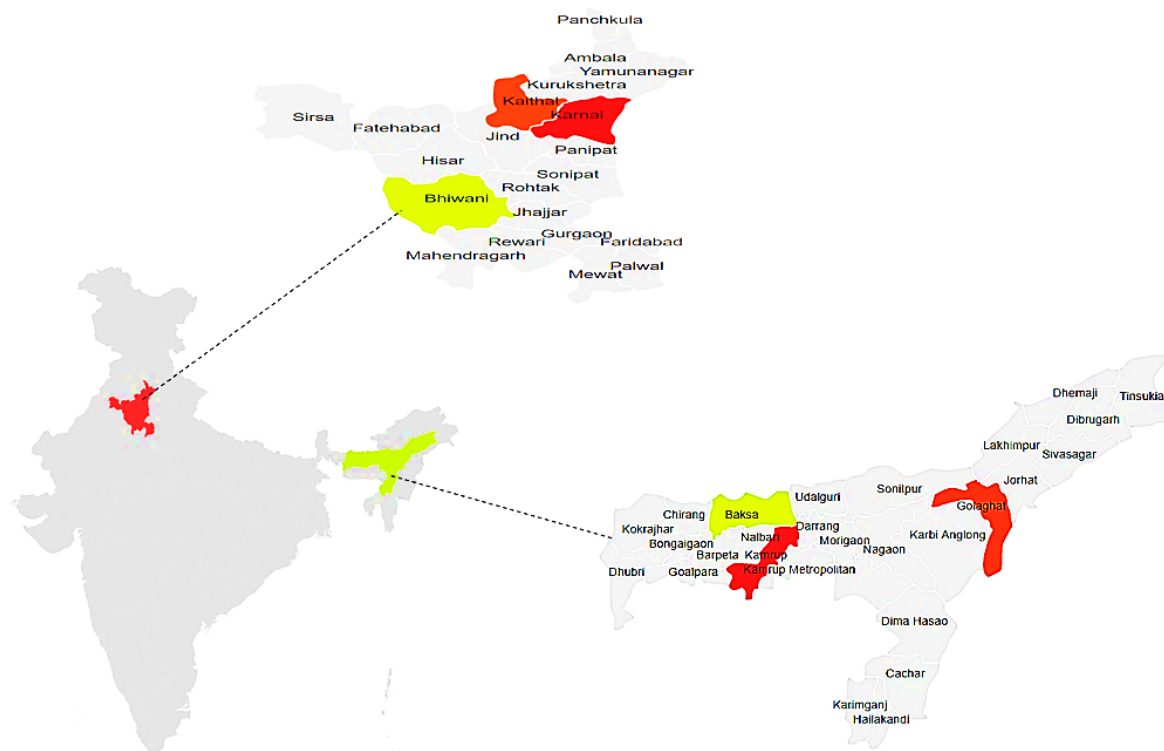 Panchkula
Ambala
Yamunanagar
Kurukshetra
Kaithal
Karnal
Sirsa
Fatehabad
Jind
Panipat
Hisar
Sonipat
Rohtak
Bhiwani
Jhajjar
Gurgaon
Rewari
Faridabad
Mahendragarh
Palwal
Mewat
Dhemaji
Tinsukia
Dibrugarh
Lakhimpur
Sivasagar
Jorhat
Sonilpur
Udalguri
Golaghat
Chirang
Baksa
Kokrajhar
Darrang
Karbi Anglong
Nalbari
Morigaon
Bongaigaon
Nagaon
Barpeta
Kamrup
Dhubri
Goalpara
Kamrup Metropolitan
Dima Hasao
Cachar
Karimganj
Hailakandi